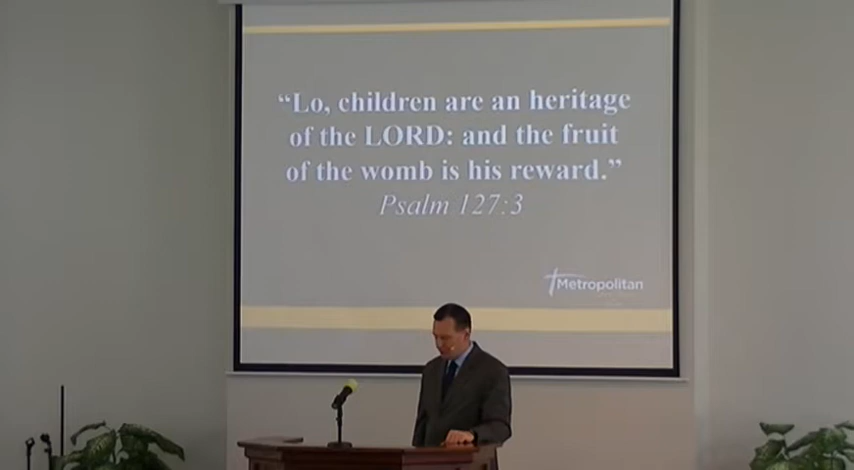 “Lo, children are an heritage
of the LORD: and the fruit
of the womb is his reward.”
Psalm 127:3
Metropolitan